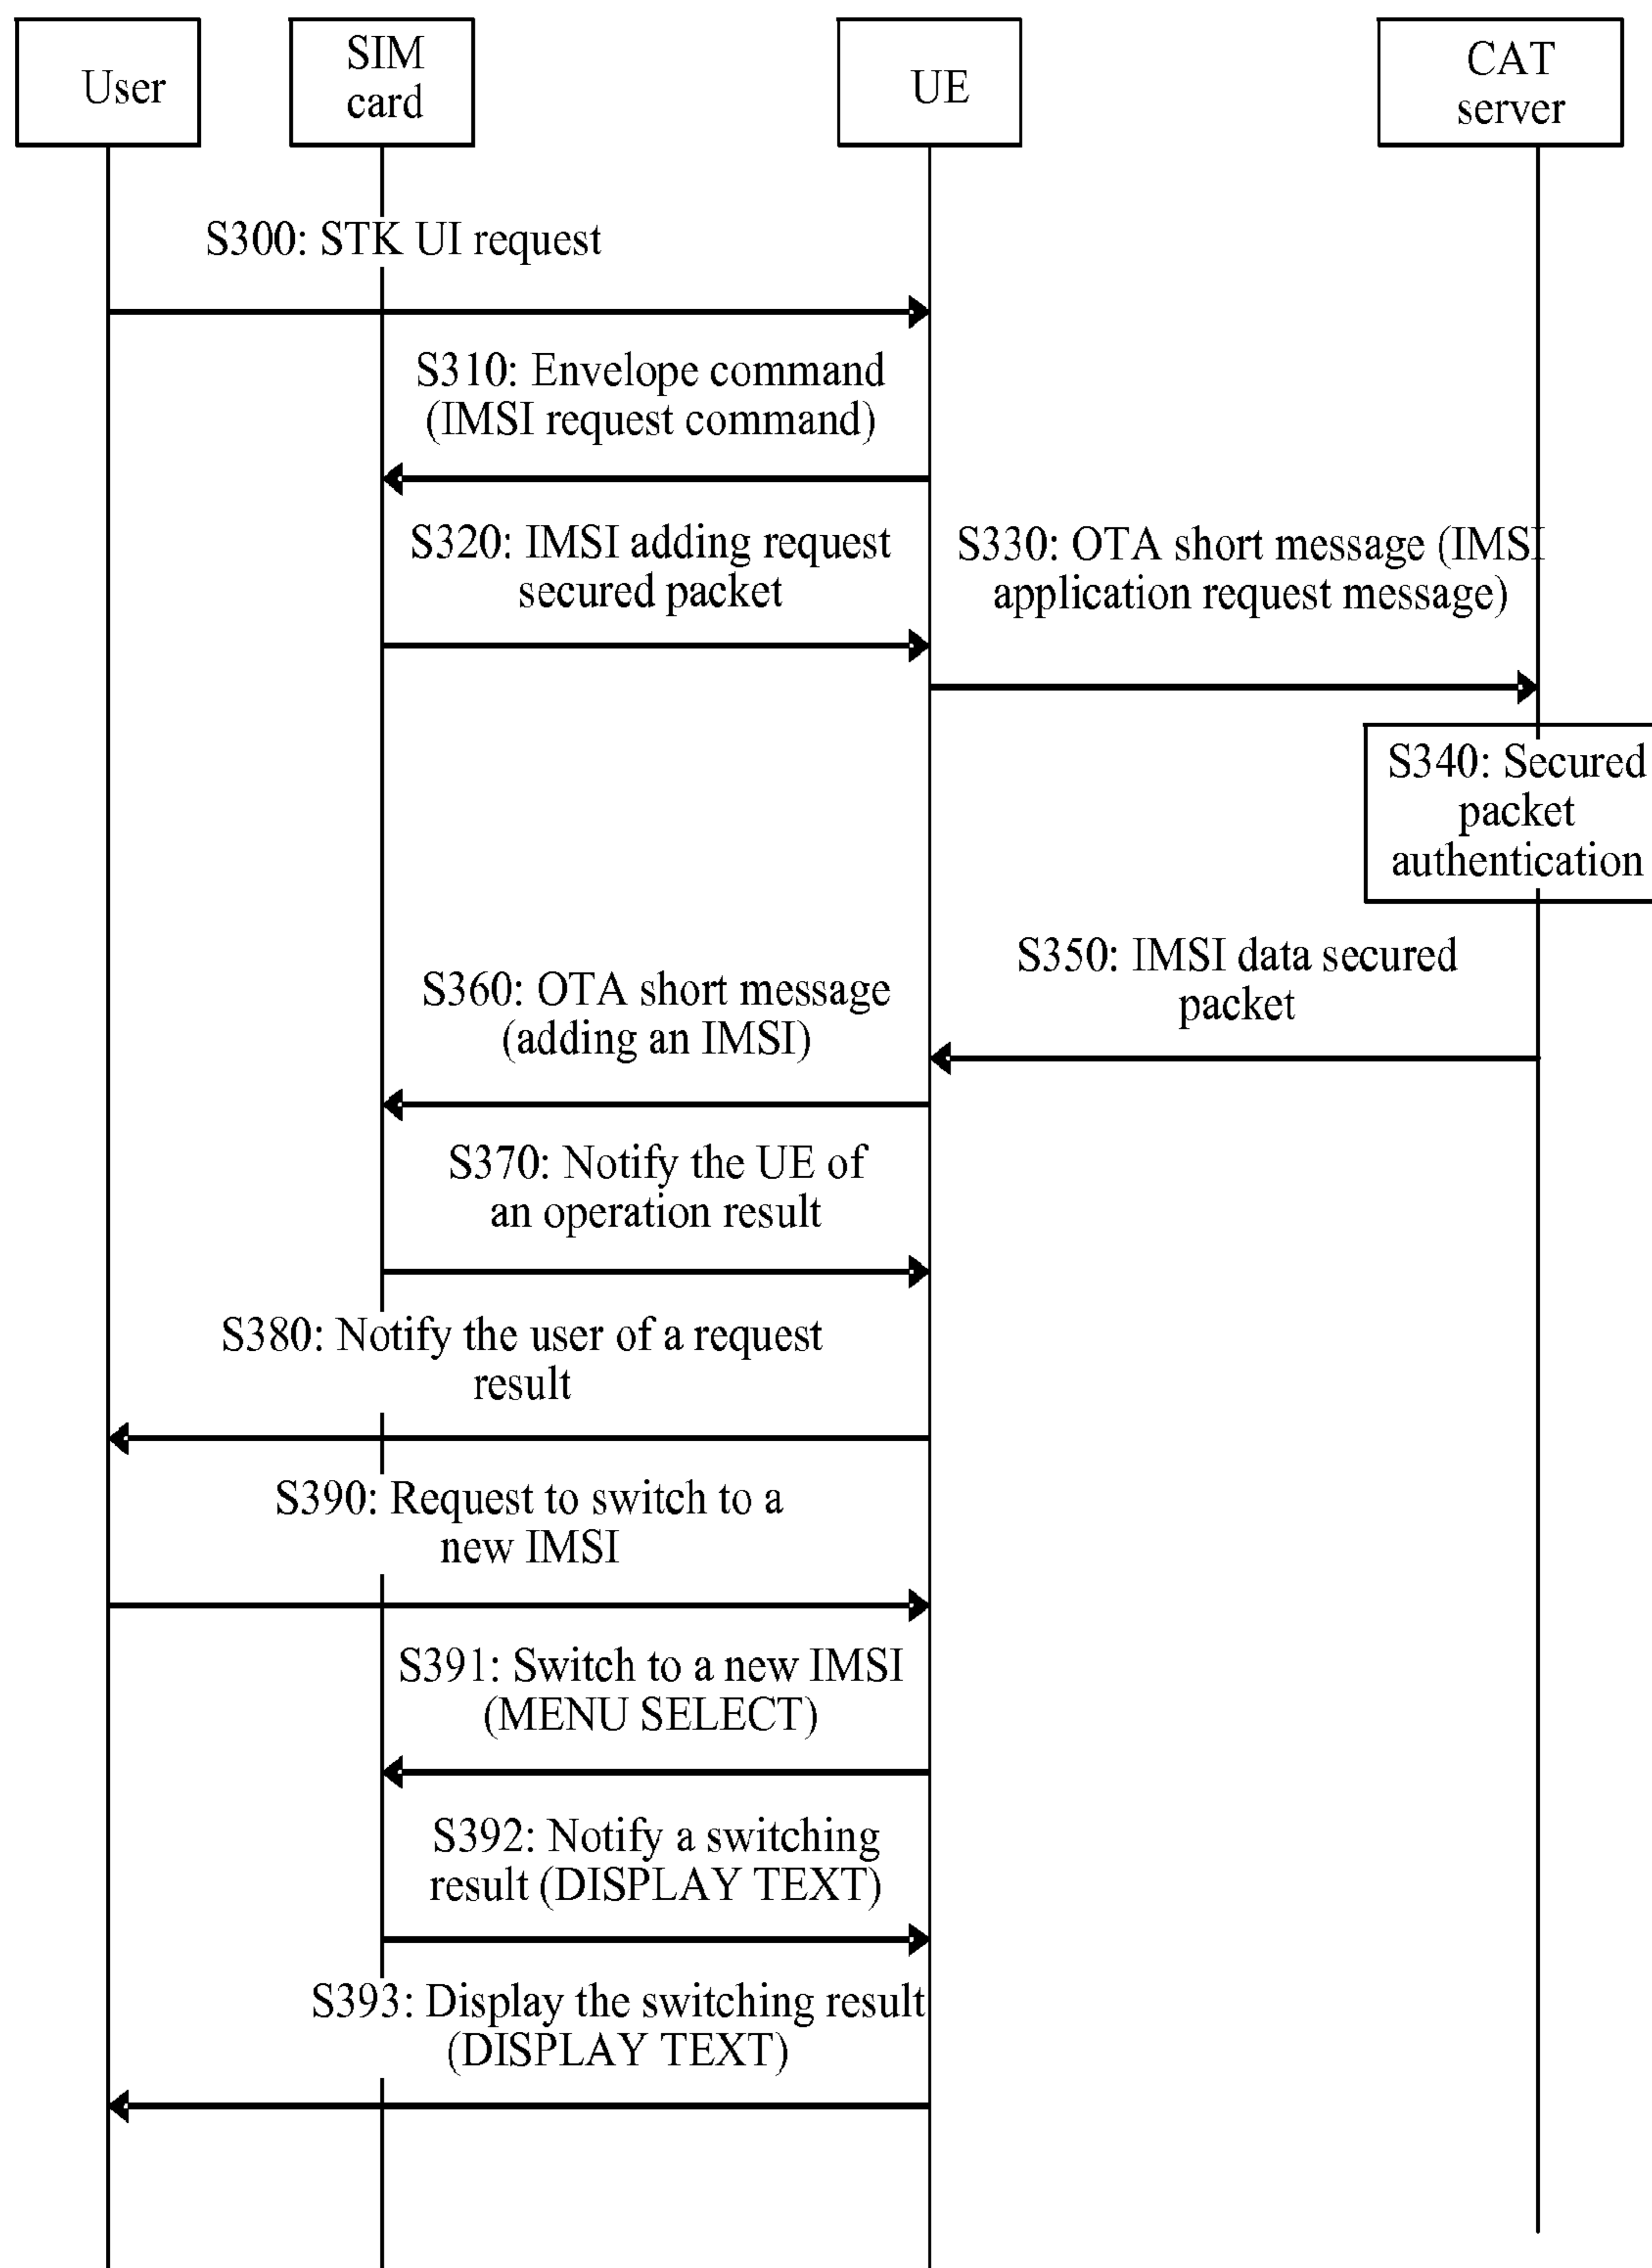 User
SIM
card
UE
CAT
server
S300: STK UI request
S310: Envelope command
(IMSI request command)
S320: IMSI adding request
secured packet
S330: OTA short message (IMSI
application request message)
S340: Secured
packet
authentication
S350: IMSI data secured
packet
S360: OTA short message
(adding an IMSI)
S370: Notify the UE of
an operation result
S380: Notify the user of a request
result
S390: Request to switch to a
new IMSI
S391: Switch to a new IMSI
(MENU SELECT)
S392: Notify a switching
result (DISPLAY TEXT)
S393: Display the switching result
(DISPLAY TEXT)